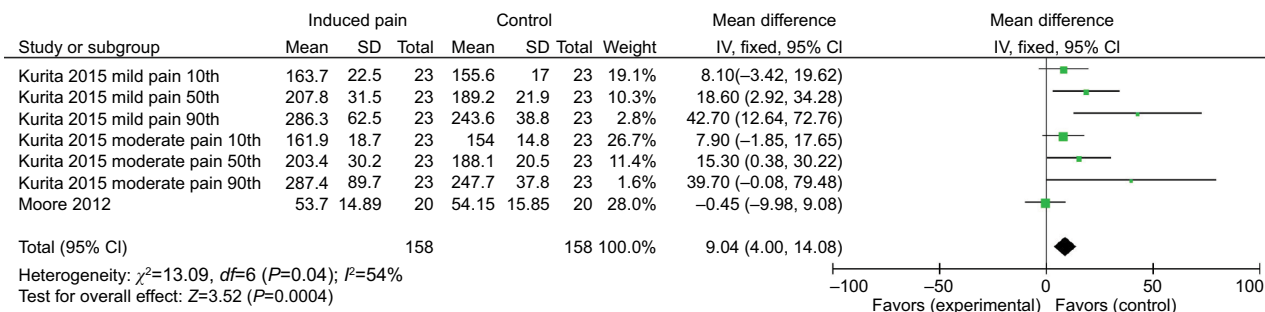 Induced pain Control Mean difference Mean difference
Study or subgroup Mean SD Total Mean SD Total Weight IV, fixed, 95% CI IV, fixed, 95% CI
Kurita 2015 mild pain 10th 163.7 22.5 23 155.6 17 23 19.1% 8.10(–3.42, 19.62)
Kurita 2015 mild pain 50th 207.8 31.5 23 189.2 21.9 23 10.3% 18.60 (2.92, 34.28)
Kurita 2015 mild pain 90th 286.3 62.5 23 243.6 38.8 23 2.8% 42.70 (12.64, 72.76)
Kurita 2015 moderate pain 10th 161.9 18.7 23 154 14.8 23 26.7% 7.90 (–1.85, 17.65)
Kurita 2015 moderate pain 50th 203.4 30.2 23 188.1 20.5 23 11.4% 15.30 (0.38, 30.22)
Kurita 2015 moderate pain 90th 287.4 89.7 23 247.7 37.8 23 1.6% 39.70 (–0.08, 79.48)
Moore 2012 53.7 14.89 20 54.15 15.85 20 28.0% –0.45 (–9.98, 9.08)
Total (95% CI) 158 158 100.0% 9.04 (4.00, 14.08)
Heterogeneity: χ²=13.09, df=6 (P=0.04); I²=54%
Test for overall effect: Z=3.52 (P=0.0004)
–100 –50 0 50 100
Favors (experimental) Favors (control)